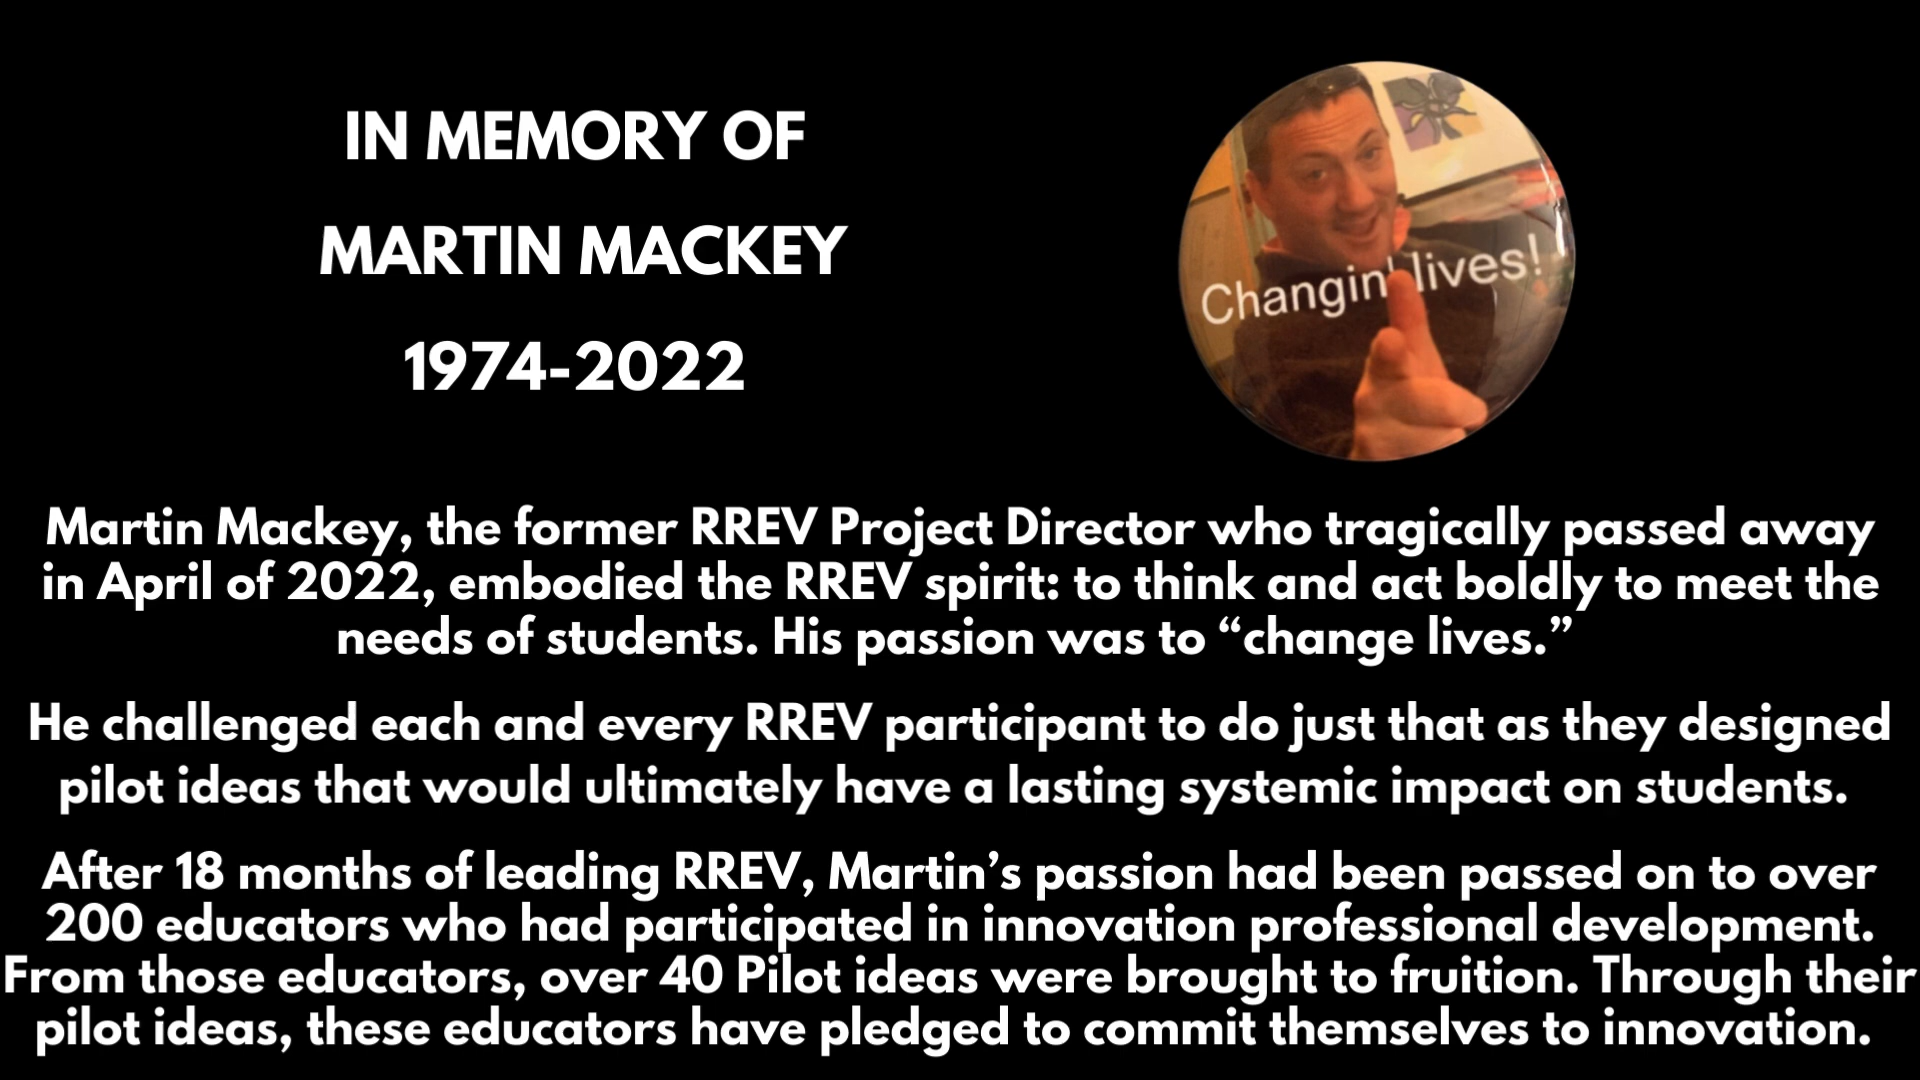 IN MEMORY OF
MARTIN MACKEY
1974-2022
Changin' lives!
Martin Mackey, the former RREV Project Director who tragically passed away
in April of 2022, embodied the RREV spirit: to think and act boldly to meet the
needs of students. His passion was to “change lives.”
He challenged each and every RREV participant to do just that as they designed
pilot ideas that would ultimately have a lasting systemic impact on students.
After 18 months of leading RREV, Martin’s passion had been passed on to over
200 educators who had participated in innovation professional development.
From those educators, over 40 Pilot ideas were brought to fruition. Through their
pilot ideas, these educators have pledged to commit themselves to innovation.